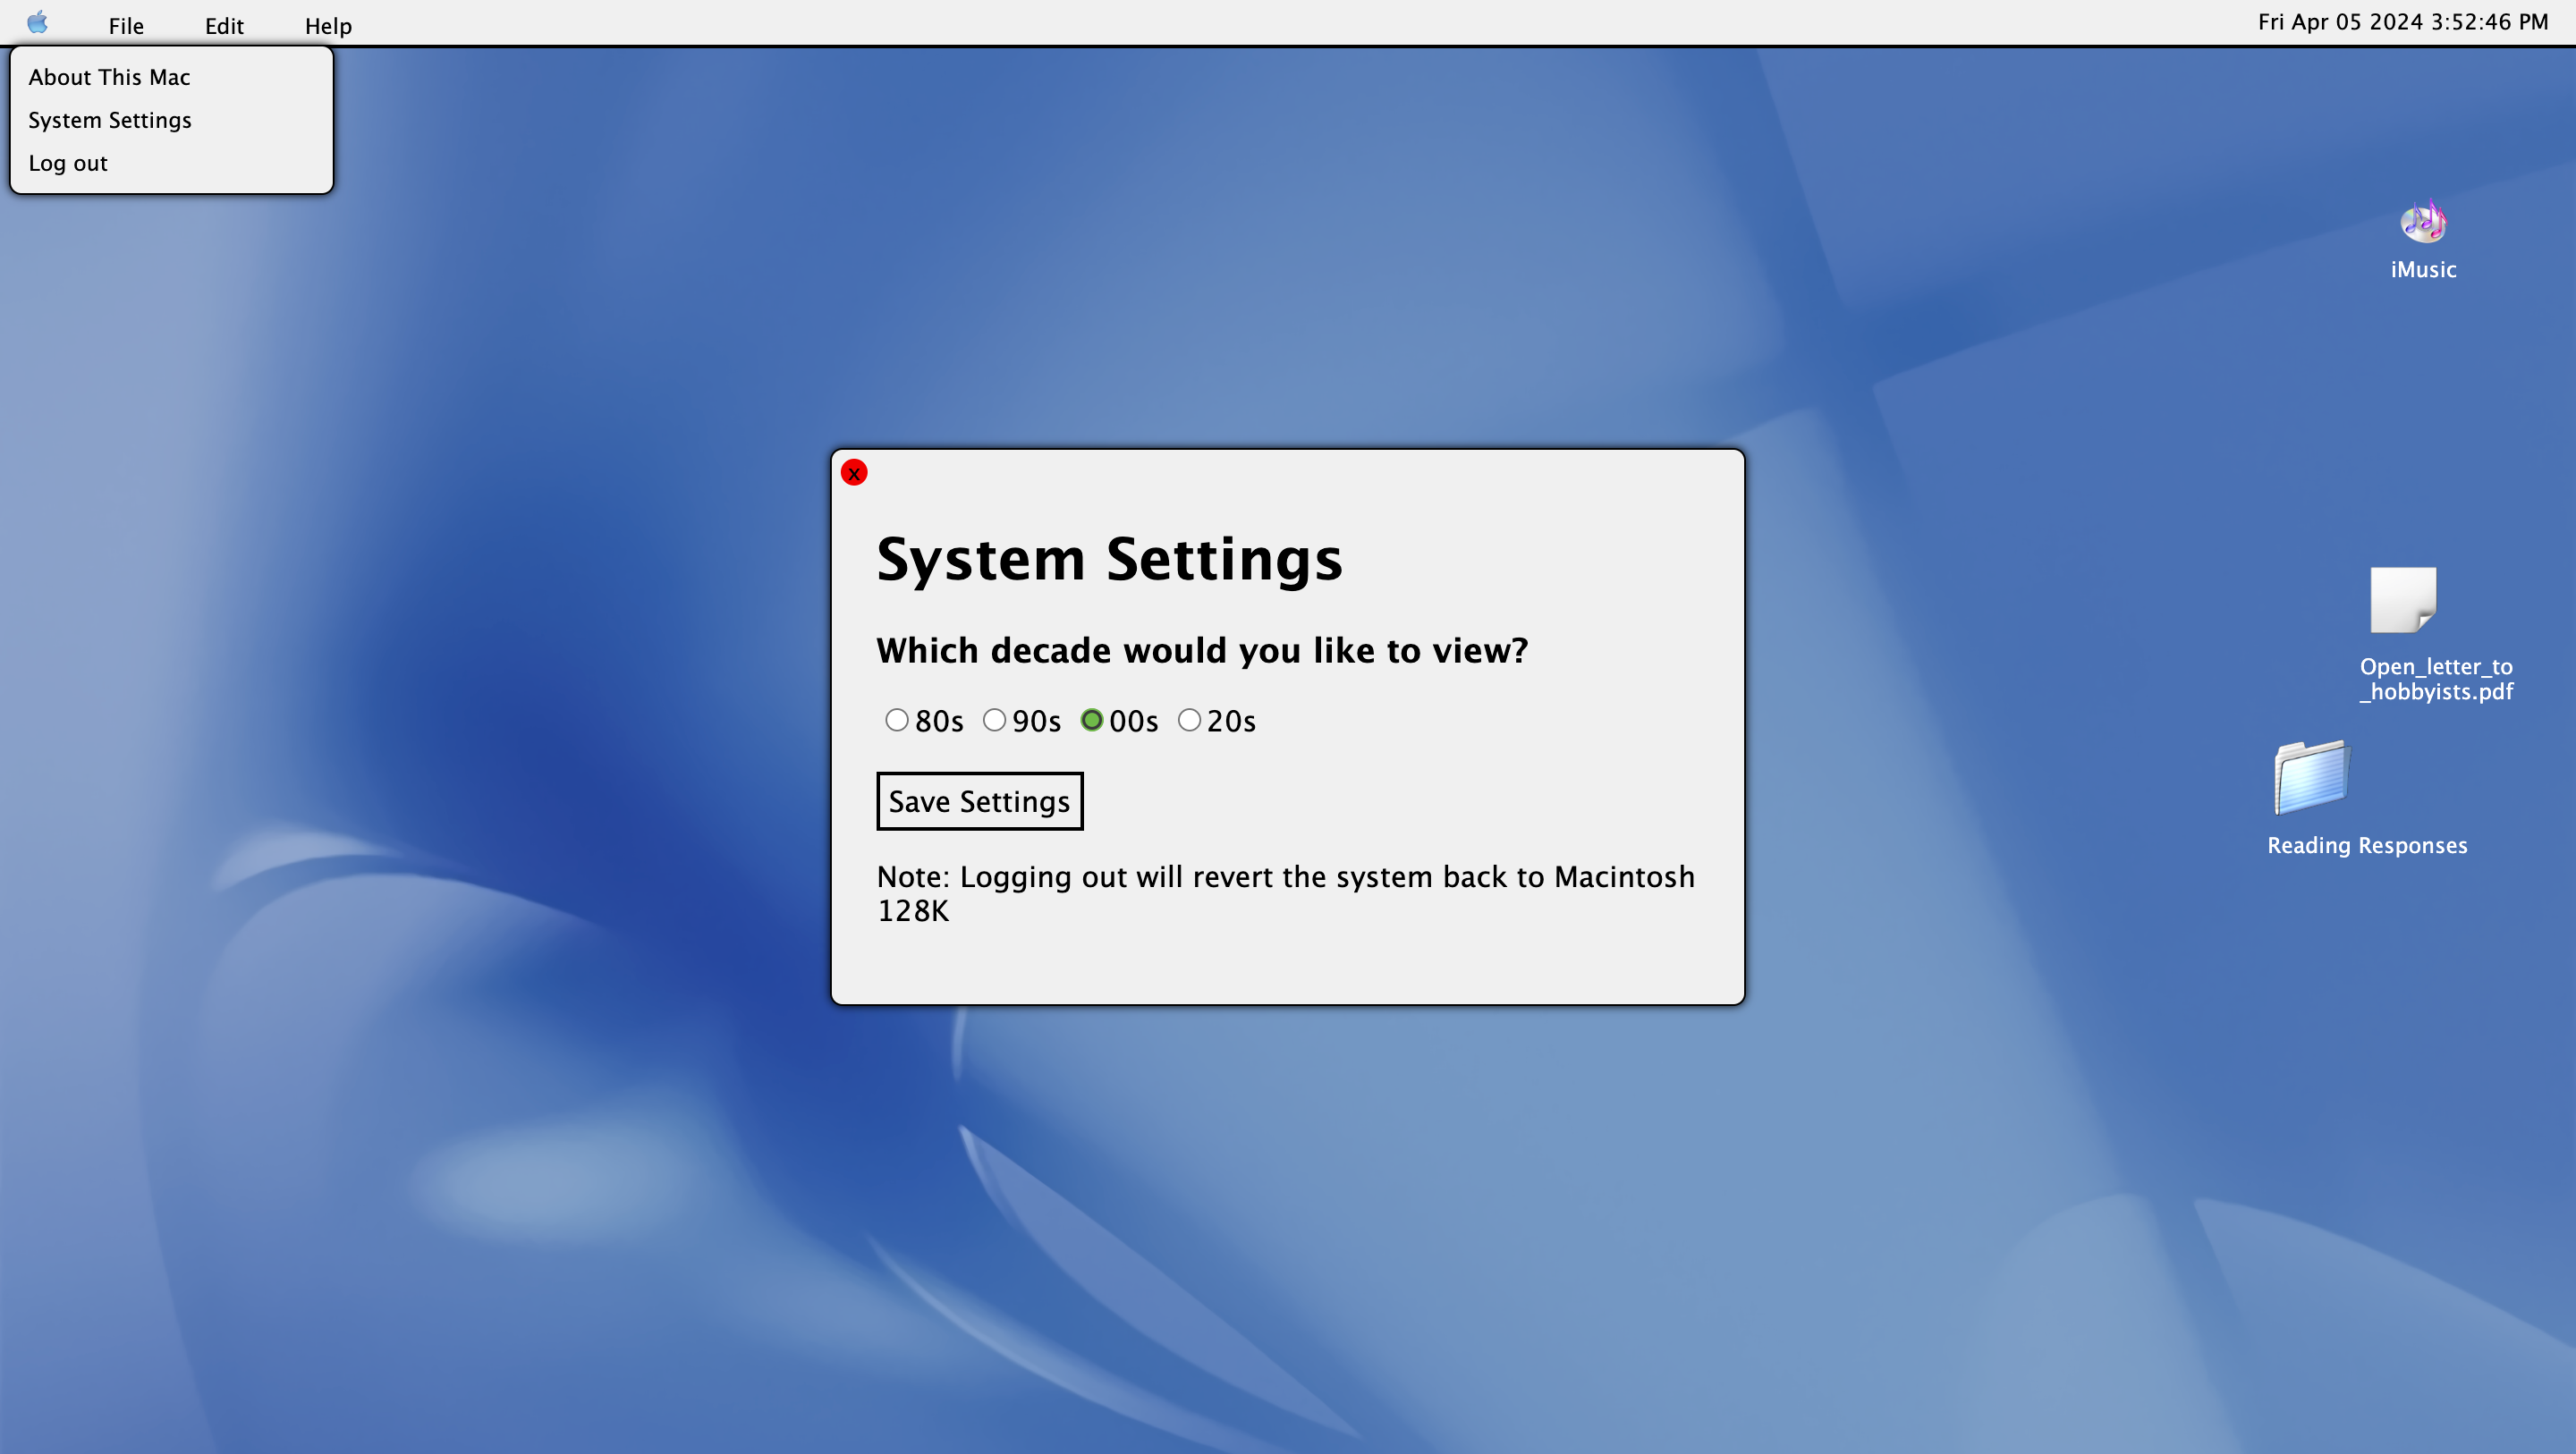 File Edit Help Fri Apr 05 2024 3:52:46 PM
About This Mac
System Settings
Log out
iMusic
x
System Settings
Which decade would you like to view?
80s 90s 00s 20s
Save Settings
Note: Logging out will revert the system back to Macintosh
128K
Open_letter_to
_hobbyists.pdf
Reading Responses